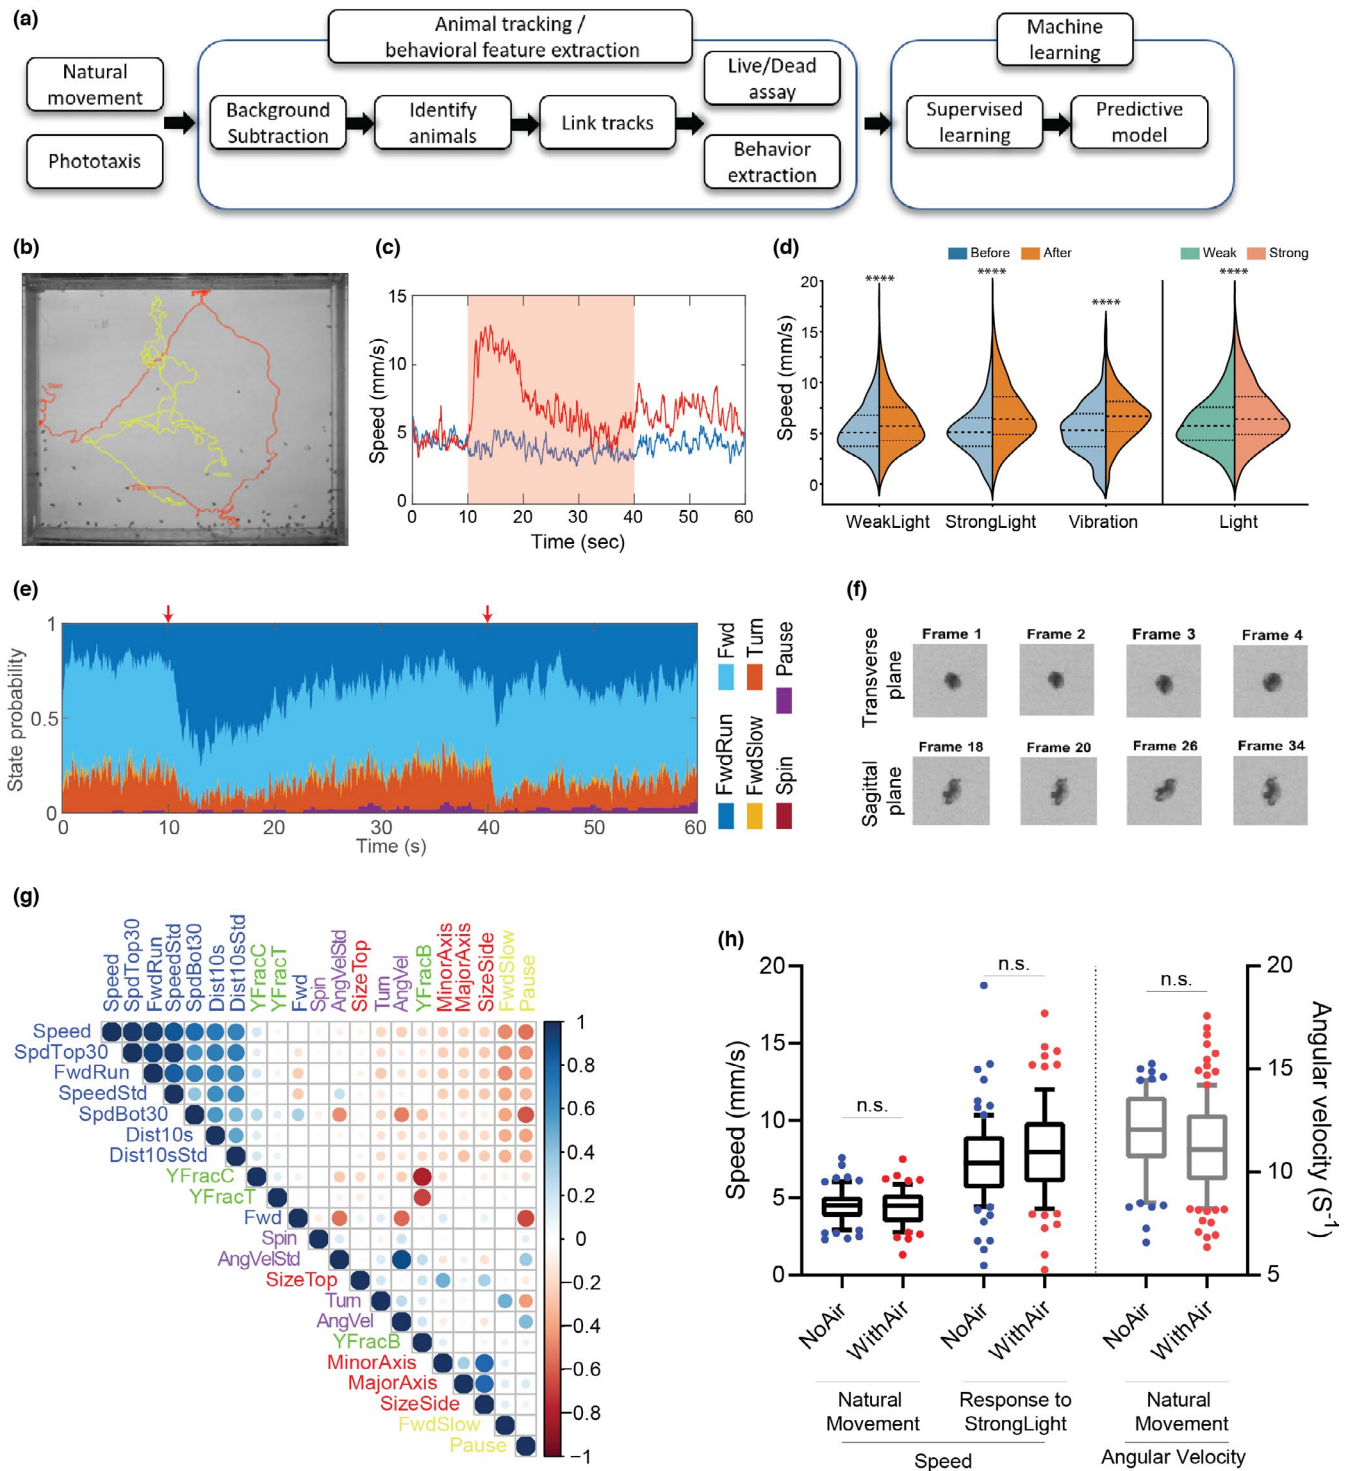 (a)
Natural
movement
Phototaxis
Animal tracking /
behavioral feature extraction
Background
Subtraction
Identify
animals
Link tracks
Live/Dead
assay
Behavior
extraction
Machine
learning
Supervised
learning
Predictive
model
(b)
(c)
Speed (mm/s)
15
10
5
0
0 10 20 30 40 50 60
Time (sec)
(d)
Before After
Weak Strong
**** **** **** ****
Speed (mm/s)
20
15
10
5
0
WeakLight StrongLight Vibration Light
(e)
State probability
1
0.5
0
0 10 20 30 40 50 60
Time (s)
Fwd
Turn
Pause
FwdRun
FwdSlow
Spin
(f)
Transverse
plane
Frame 1 Frame 2 Frame 3 Frame 4
Sagittal
plane
Frame 18 Frame 20 Frame 26 Frame 34
(g)
Speed
SpdTop30
FwdRun
SpeedStd
SpdBot30
Dist10s
Dist10sStd
YFracC
YFracT
Fwd
Spin
AngVelStd
SizeTop
Turn
AngVel
YFracB
MinorAxis
MajorAxis
SizeSide
FwdSlow
Pause
Speed
SpdTop30
FwdRun
SpeedStd
SpdBot30
Dist10s
Dist10sStd
YFracC
YFracT
Fwd
Spin
AngVelStd
SizeTop
Turn
AngVel
YFracB
MinorAxis
MajorAxis
SizeSide
FwdSlow
Pause
1
0.8
0.6
0.4
0.2
0
−0.2
−0.4
−0.6
−0.8
−1
(h)
Speed (mm/s)
20
15
10
5
0
n.s.
n.s.
n.s.
20
15
10
5
Angular velocity (S⁻¹)
NoAir WithAir NoAir WithAir NoAir WithAir
Natural
Movement
Response to
StrongLight
Natural
Movement
Speed
Angular Velocity